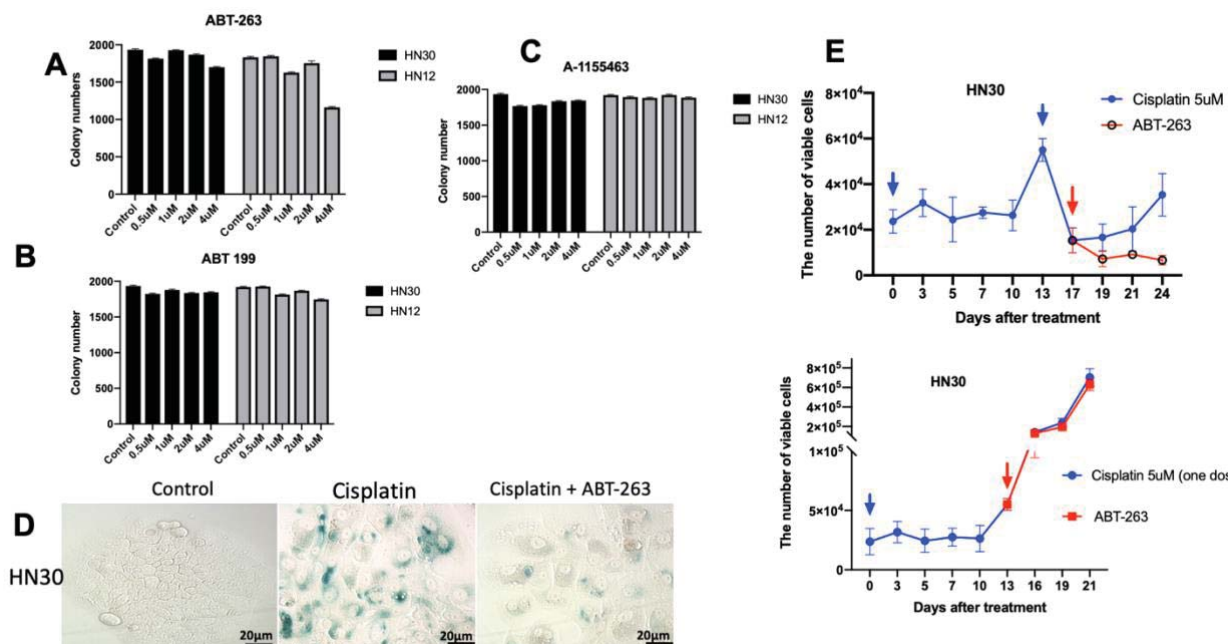 A
ABT-263
Colony numbers
2000
1500
1000
500
0
Control
0.5uM
1uM
2uM
4uM
Control
0.5uM
1uM
2uM
4uM
HN30
HN12
B
ABT 199
Colony number
2000
1500
1000
500
0
Control
0.5uM
1uM
2uM
4uM
Control
0.5uM
1uM
2uM
4uM
HN30
HN12
C
A-1155463
Colony number
2000
1500
1000
500
0
Control
0.5uM
1uM
2uM
4uM
Control
0.5uM
1uM
2uM
4uM
HN30
HN12
D
Control
Cisplatin
Cisplatin + ABT-263
HN30
20µm
20µm
20µm
E
HN30
Cisplatin 5uM
ABT-263
The number of viable cells
8×10⁴
6×10⁴
4×10⁴
2×10⁴
0
0 3 5 7 10 13 17 19 21 24
Days after treatment
HN30
Cisplatin 5uM (one dos
ABT-263
The number of viable cells
8×10⁵
6×10⁵
4×10⁵
2×10⁵
1×10⁵
5×10⁴
0
0 3 5 7 10 13 16 19 21
Days after treatment